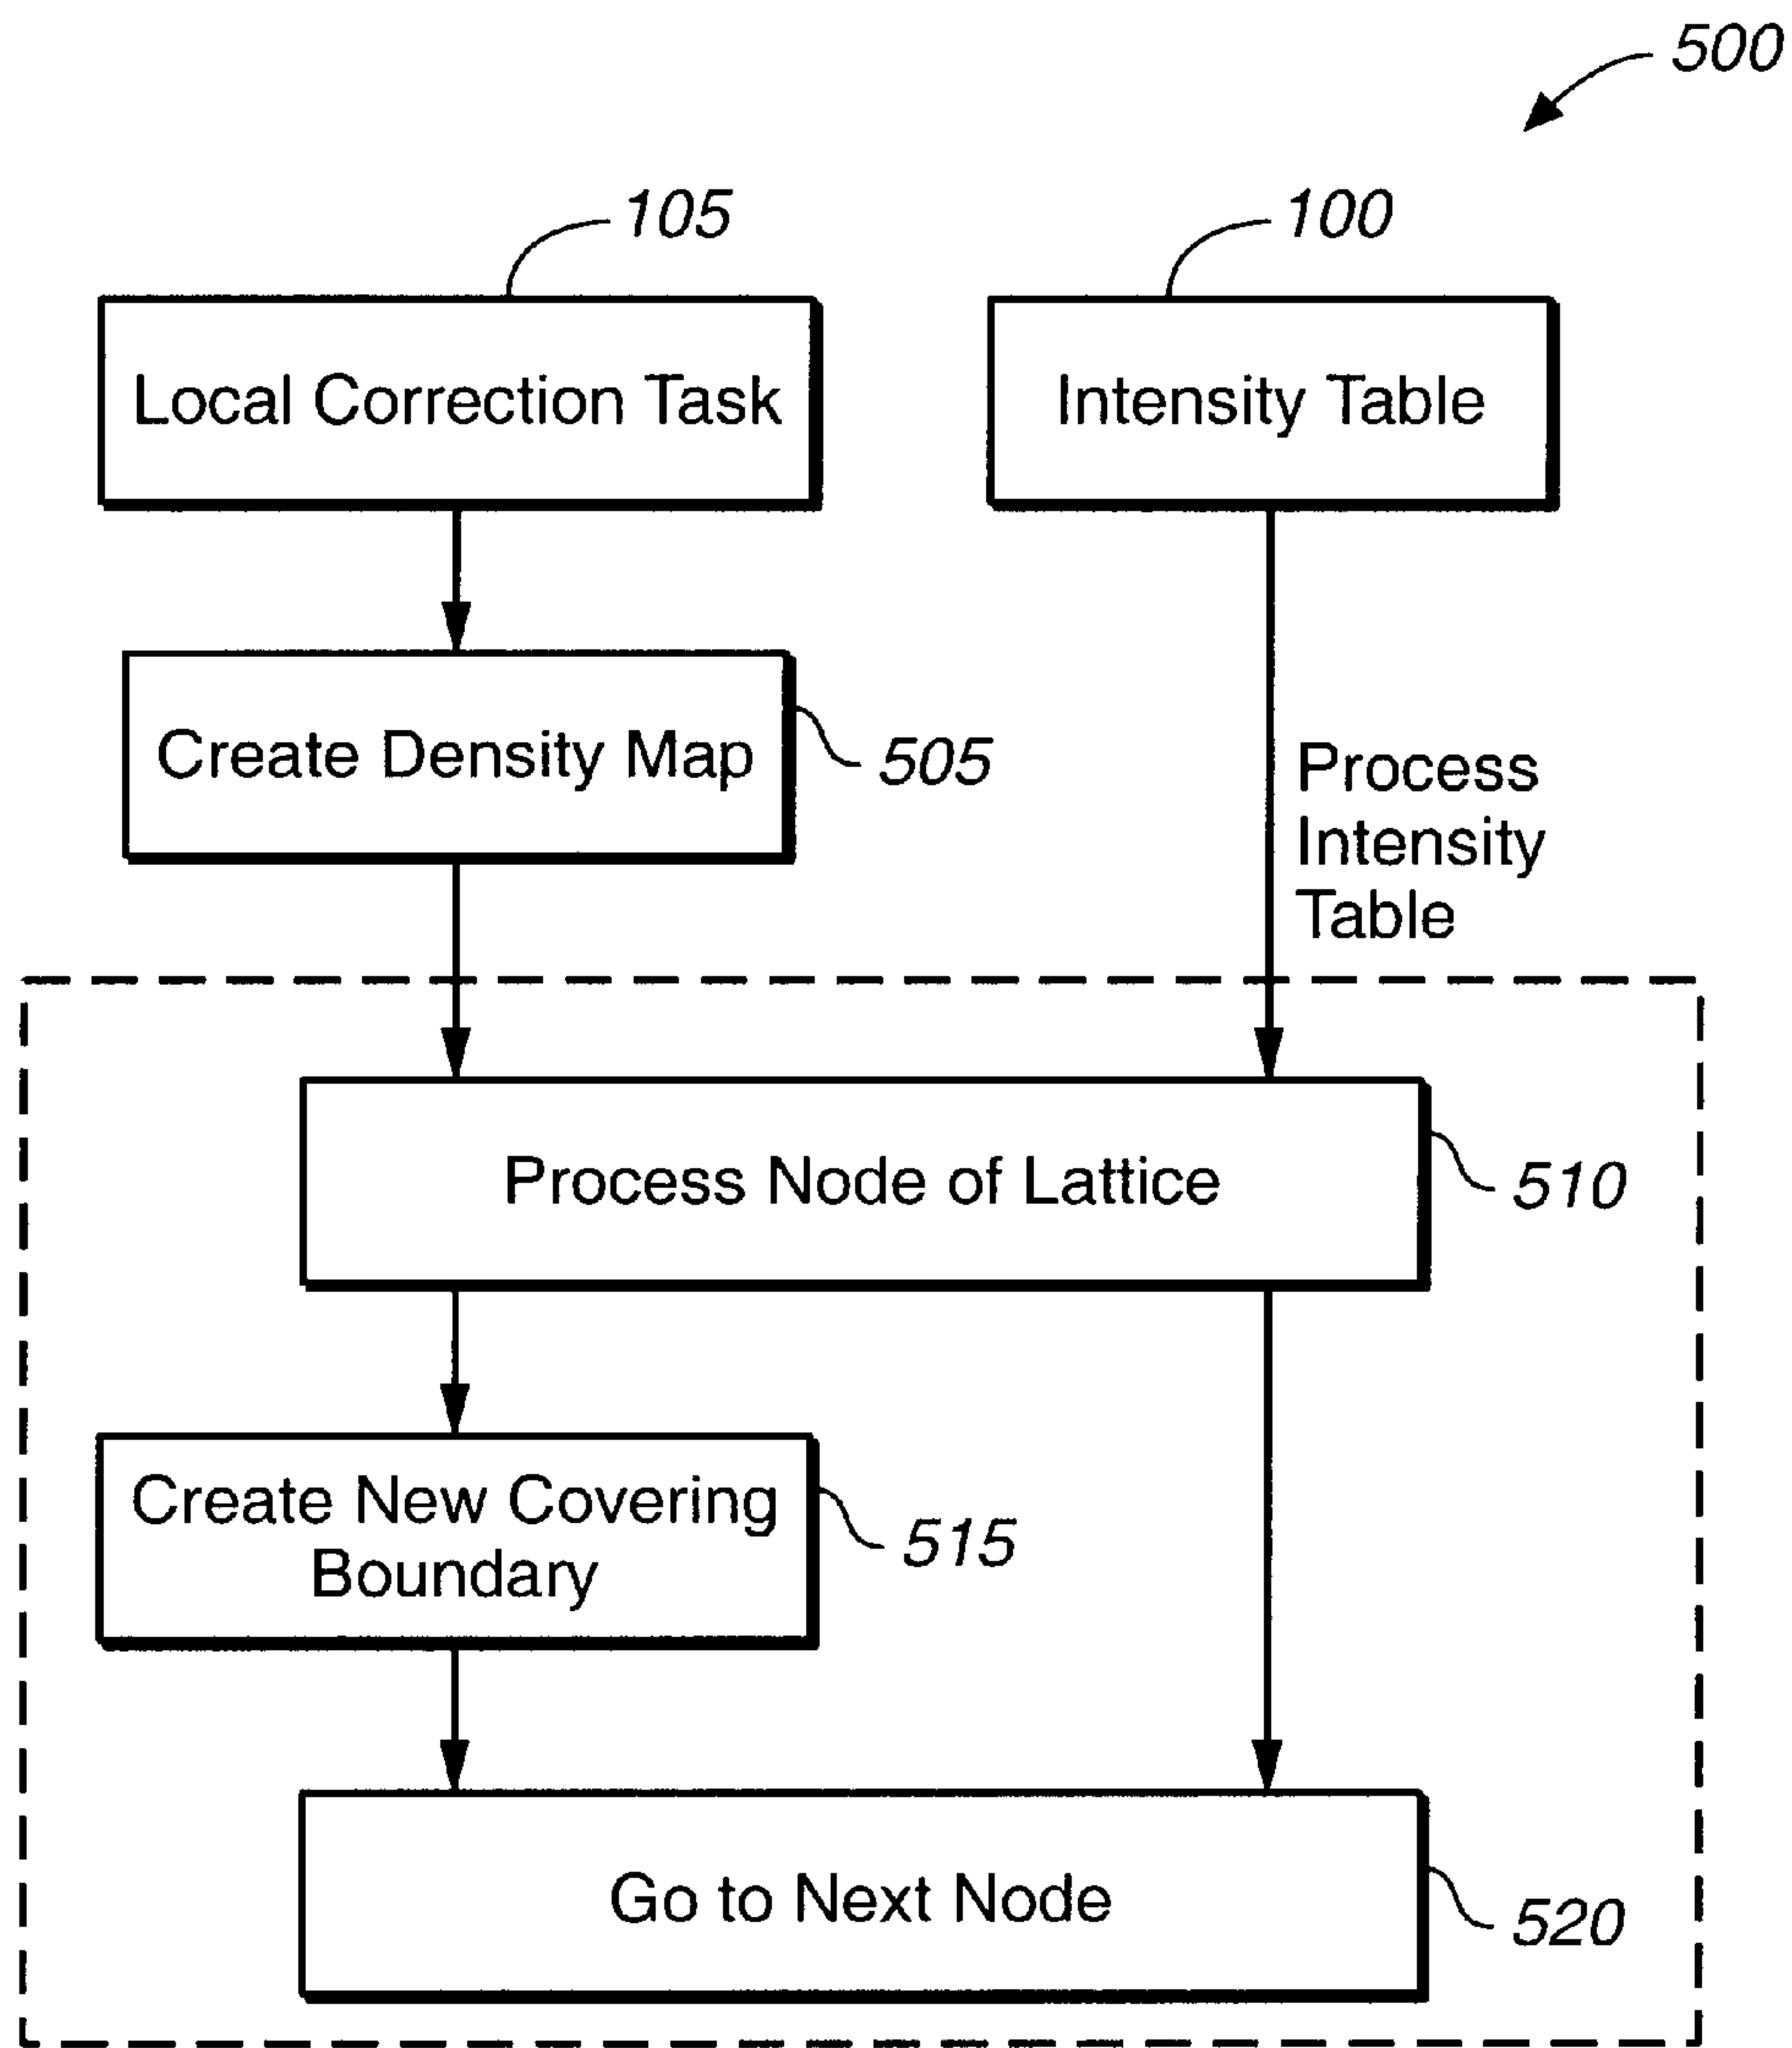 500
105
100
Local Correction Task
Intensity Table
Create Density Map
505
Process
Intensity
Table
Process Node of Lattice
510
Create New Covering
Boundary
515
Go to Next Node
520